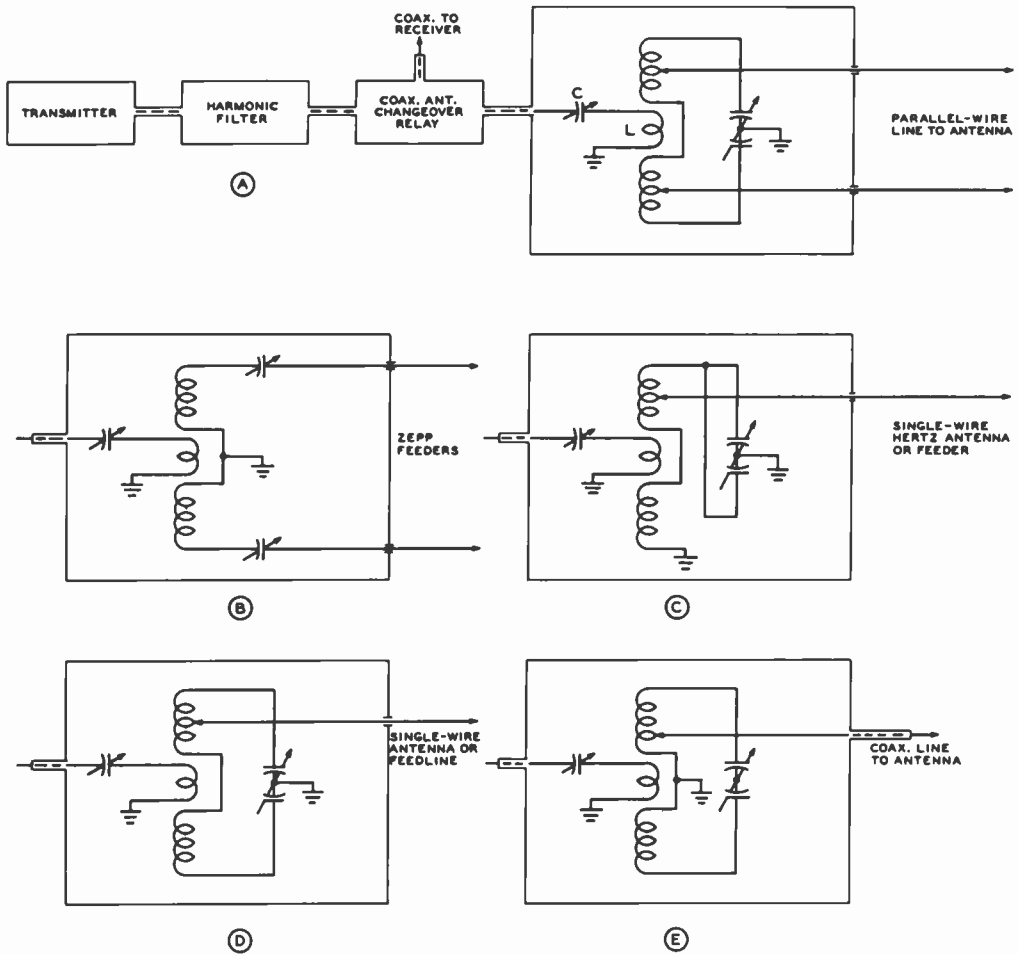 COAX. TO
RECEIVER
TRANSMITTER
HARMONIC
FILTER
COAX. ANT.
CHANGEOVER
RELAY
C
L
PARALLEL-WIRE
LINE TO ANTENNA
A
ZEPP
FEEDERS
B
SINGLE-WIRE
HERTZ ANTENNA
OR FEEDER
C
SINGLE-WIRE
ANTENNA OR
FEEDLINE
D
COAX. LINE
TO ANTENNA
E